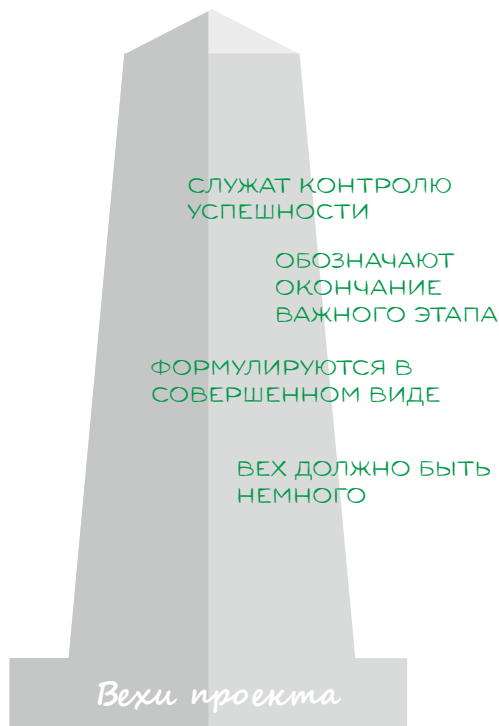 СЛУЖАТ КОНТРОЛЮ
УСПЕШНОСТИ
ОБОЗНАЧАЮТ
ОКОНЧАНИЕ
ВАЖНОГО ЭТАПА
ФОРМУЛИРУЮТСЯ В
СОВЕРШЕННОМ ВИДЕ
ВЕХ ДОЛЖНО БЫТЬ
НЕМНОГО
Вехи проекта